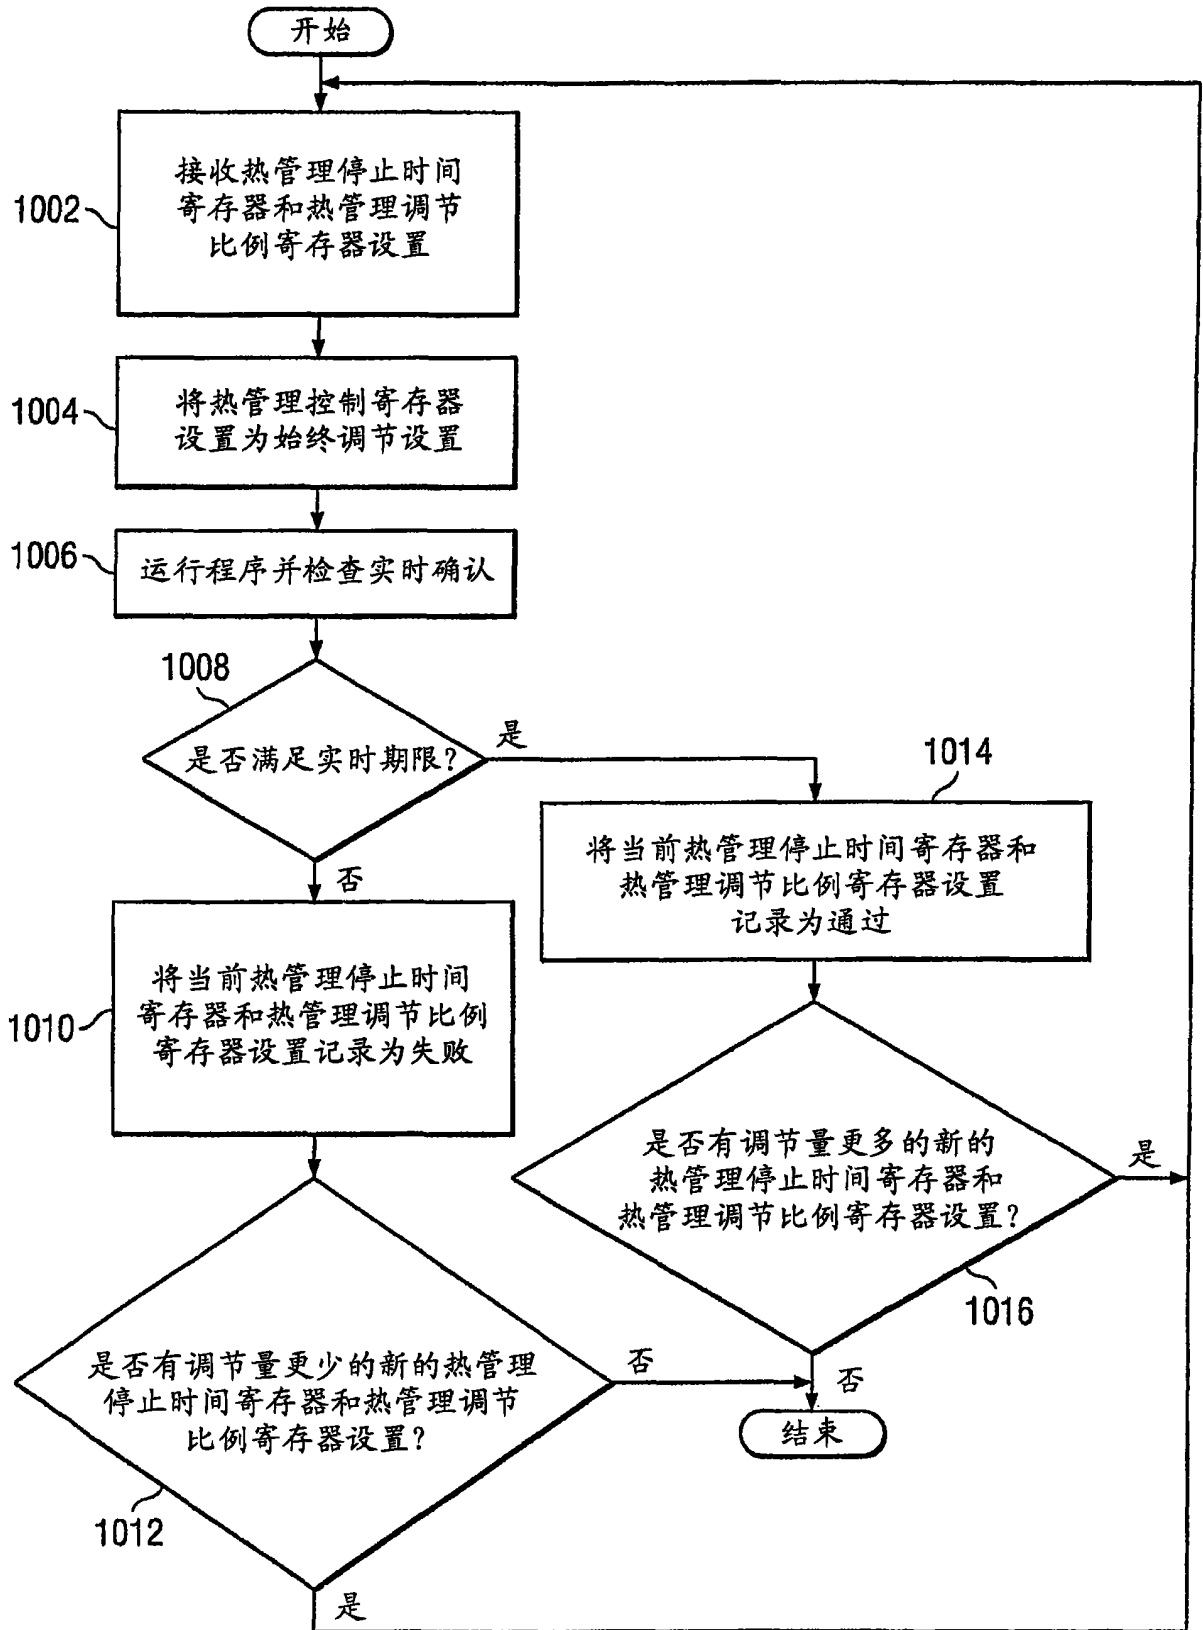 开始
1002
接收热管理停止时间
寄存器和热管理调节
比例寄存器设置
1004
将热管理控制寄存器
设置为始终调节设置
1006
运行程序并检查实时确认
1008
是否满足实时期限?
是
否
1014
将当前热管理停止时间寄存器和
热管理调节比例寄存器设置
记录为通过
1010
将当前热管理停止时间
寄存器和热管理调节比例
寄存器设置记录为失败
是否有调节量更多的新的
热管理停止时间寄存器和
热管理调节比例寄存器设置?
是
1016
否
是否有调节量更少的新的热管理
停止时间寄存器和热管理调节
比例寄存器设置?
否
1012
是
结束